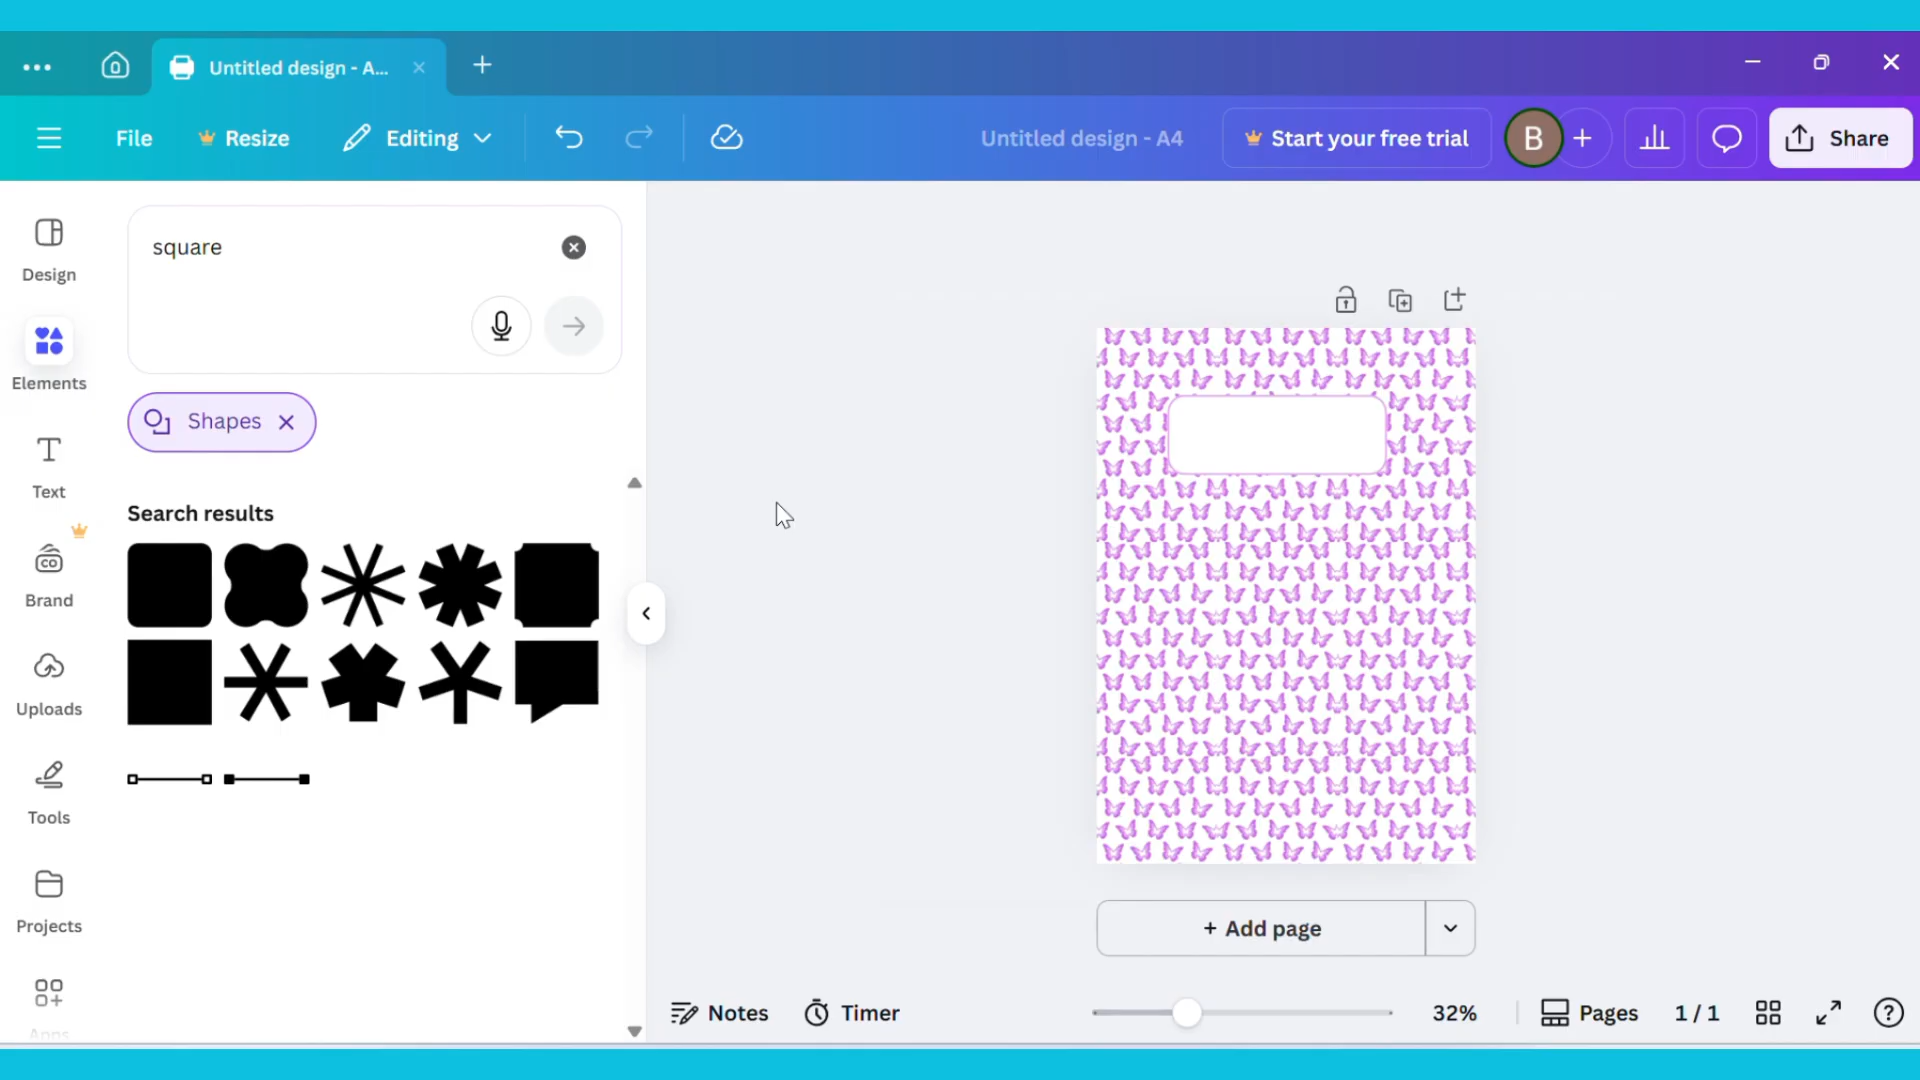 Untitled design - A...
File
Resize
Editing
Untitled design - A4
Start your free trial
B
Share
Design
Elements
Text
Brand
Uploads
Tools
Projects
Apps
square
Shapes
Search results
+ Add page
Notes
Timer
32%
Pages
1 / 1